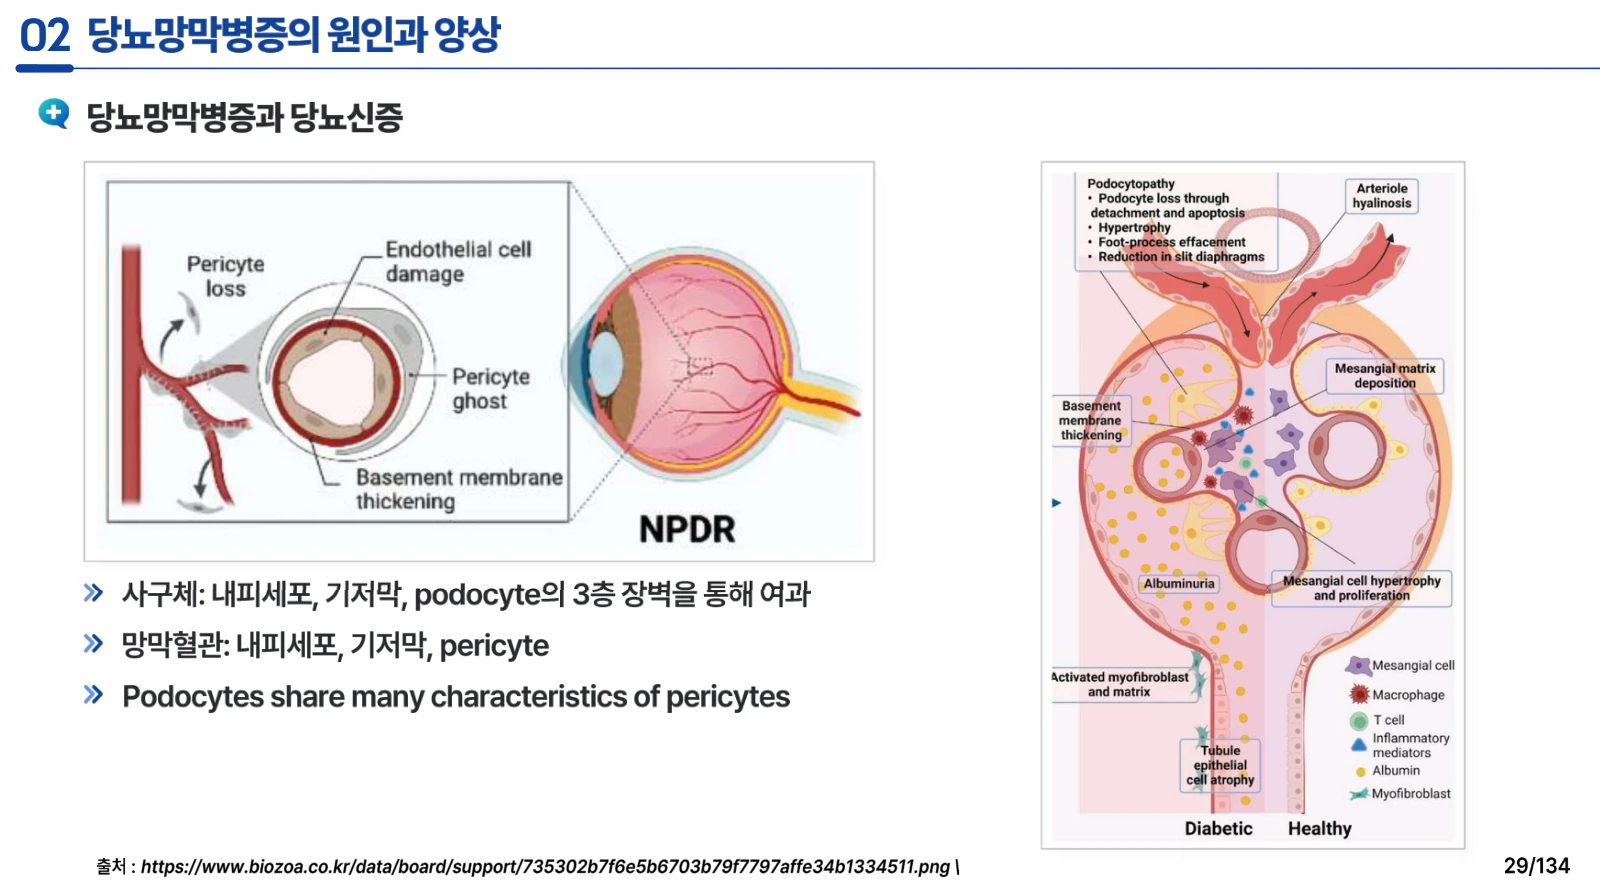 02 당뇨망막병증의 원인과 양상
당뇨망막병증과 당뇨신증
Pericyte
loss
Endothelial cell
damage
Pericyte
ghost
Basement membrane
thickening
NPDR
사구체: 내피세포, 기저막, podocyte의 3층 장벽을 통해 여과
망막혈관: 내피세포, 기저막, pericyte
Podocytes share many characteristics of pericytes
Podocytopathy
• Podocyte loss through
detachment and apoptosis
• Hypertrophy
• Foot-process effacement
• Reduction in slit diaphragms
Arteriole
hyalinosis
Mesangial matrix
deposition
Basement
membrane
thickening
Albuminuria
Mesangial cell hypertrophy
and proliferation
Activated myofibroblast
and matrix
Tubule
epithelial
cell atrophy
Mesangial cell
Macrophage
T cell
Inflammatory
mediators
Albumin
Myofibroblast
Diabetic Healthy
출처 : https://www.biozoa.co.kr/data/board/support/735302b7f6e5b6703b79f7797affe34b1334511.png \
29/134